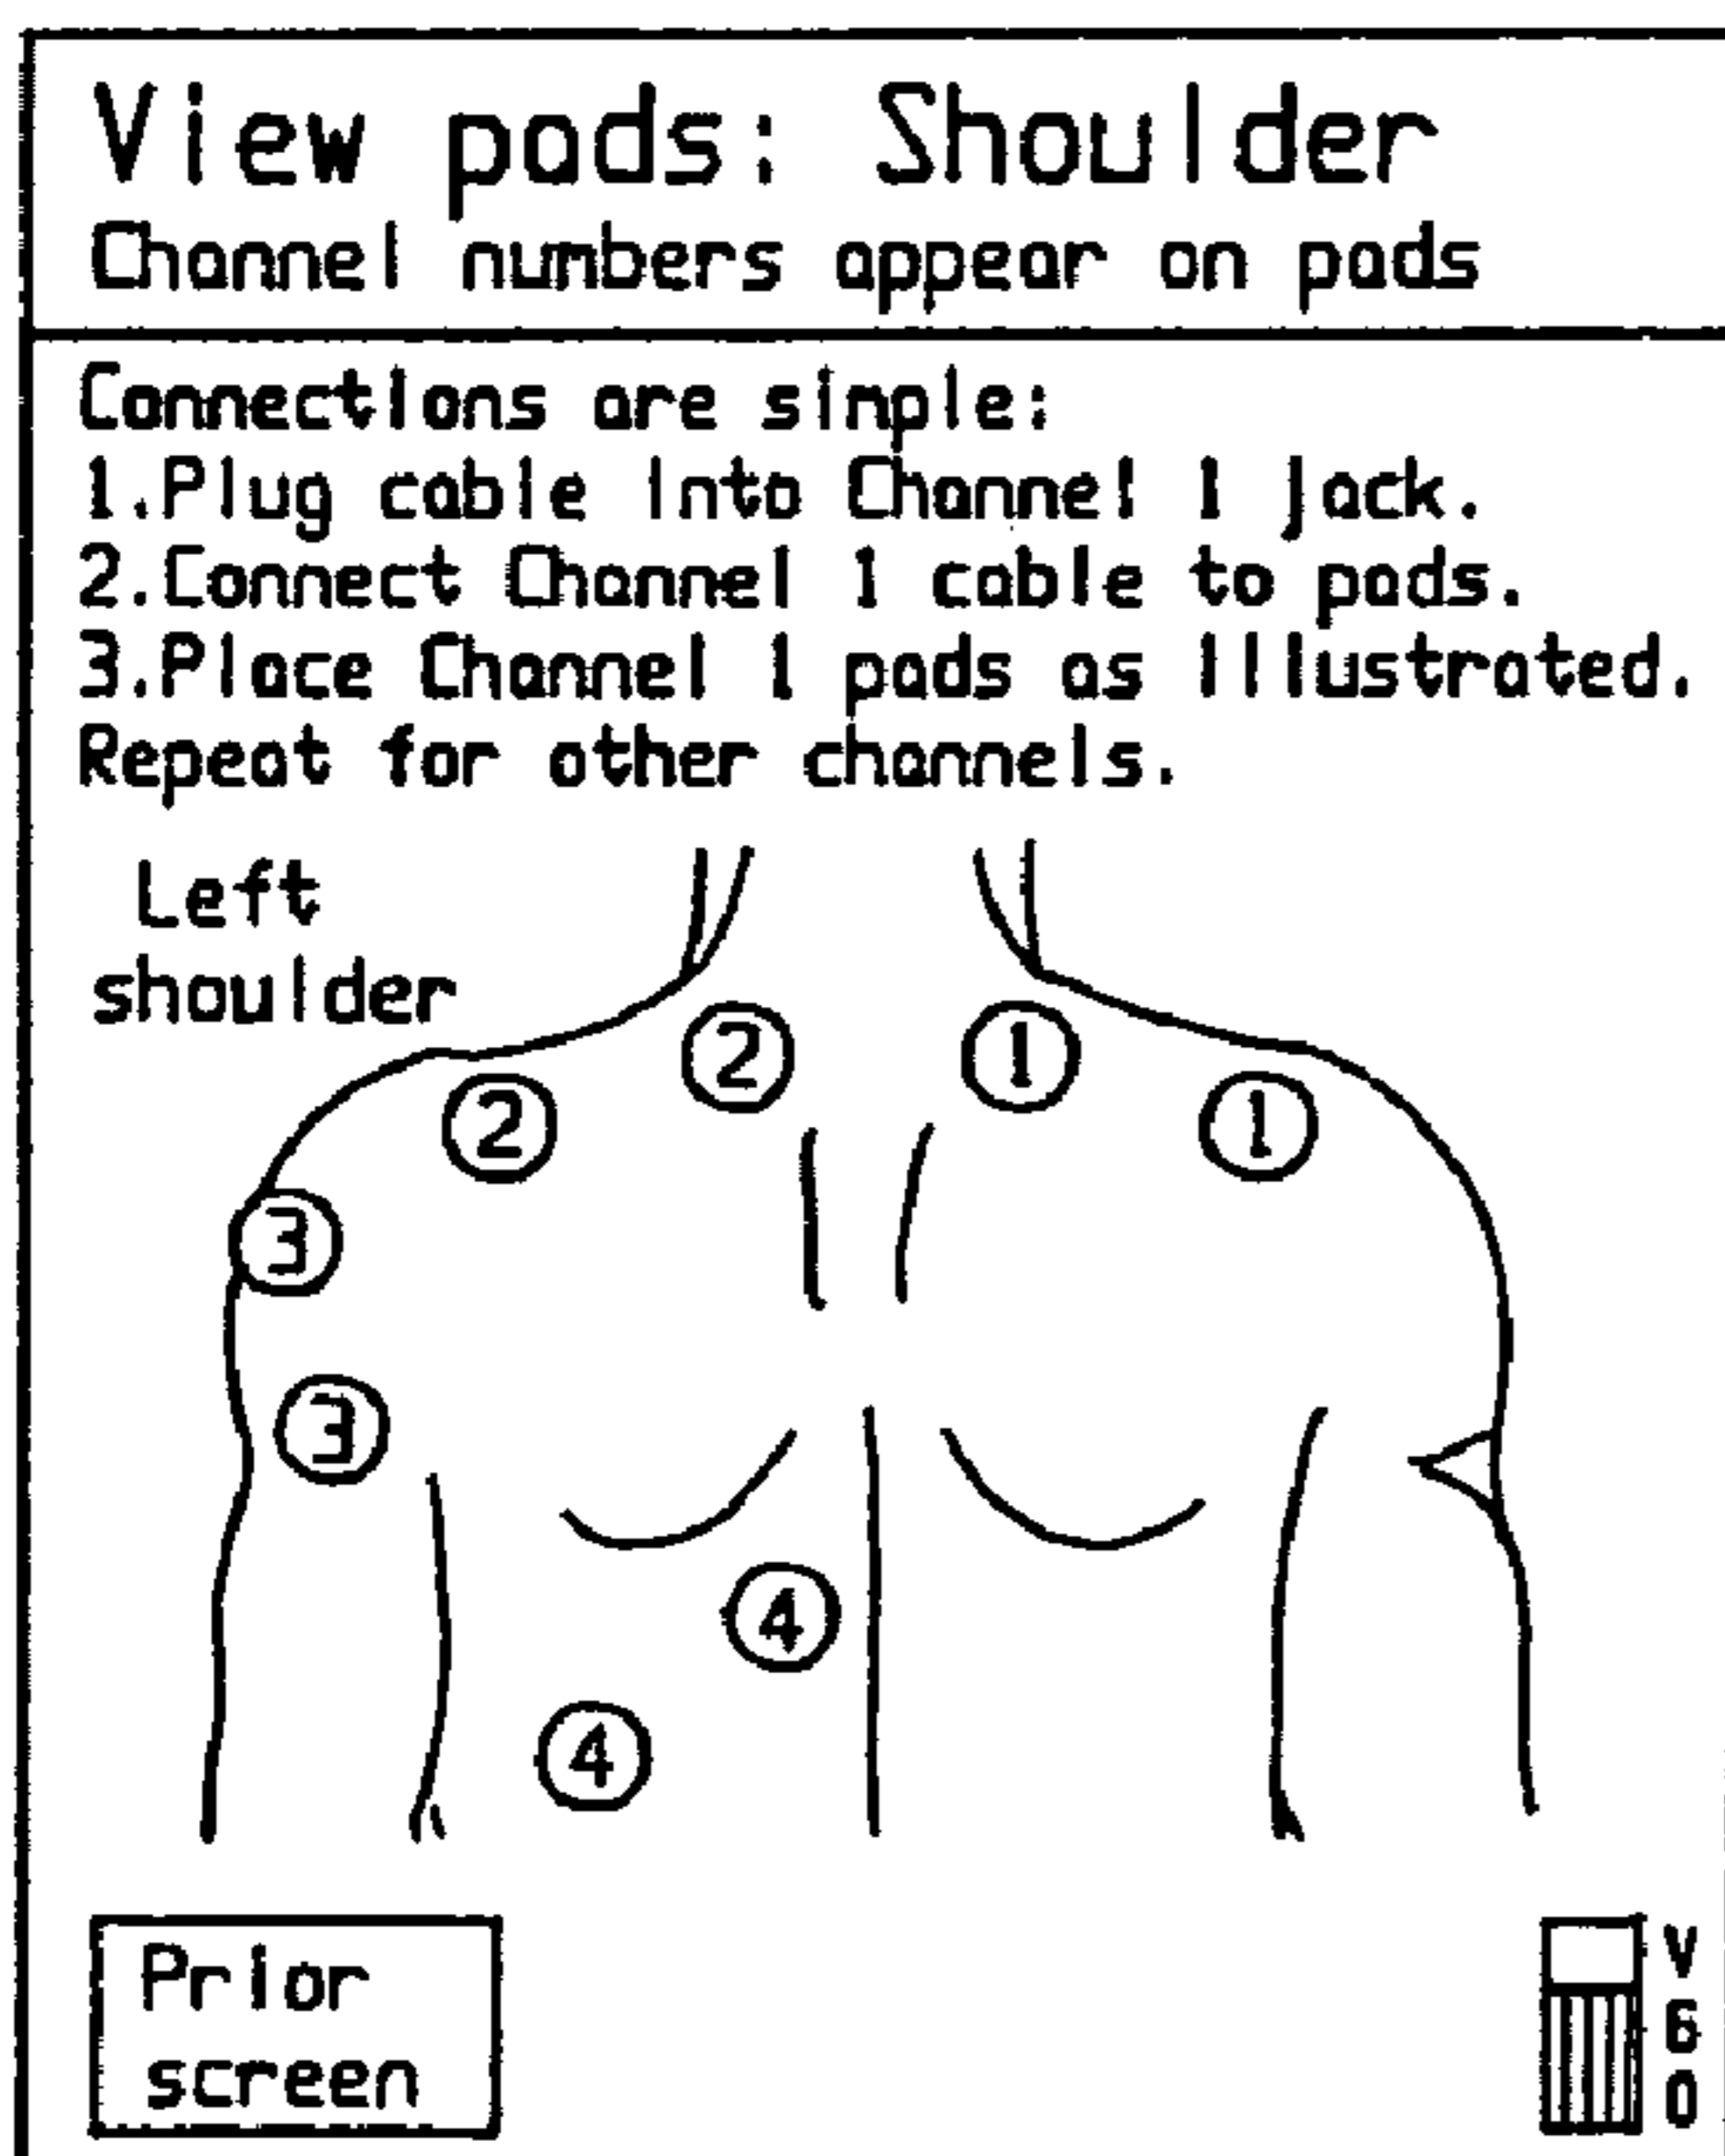 View pads: Shoulder
Channel numbers appear on pads
Connections are simple:
1.Plug cable into Channel 1 jack.
2.Connect Channel 1 cable to pads.
3.Place Channel 1 pads as illustrated.
Repeat for other channels.
Left
shoulder
2 1
2 1
3
3
4
4
Prior
screen
V
6
0